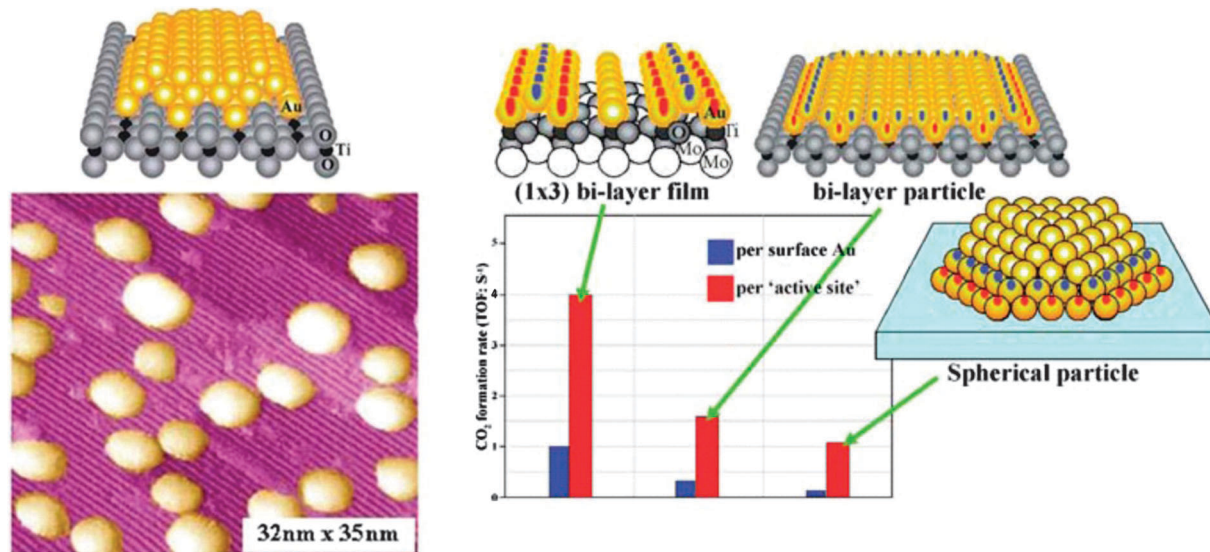 Au
O
Ti
O
32nm x 35nm
Au
O
Ti
Mo
Mo
(1x3) bi-layer film
bi-layer particle
per surface Au
per ‘active site’
CO₂ formation rate (TOF: S⁻¹)
5
4
3
2
1
0
Spherical particle